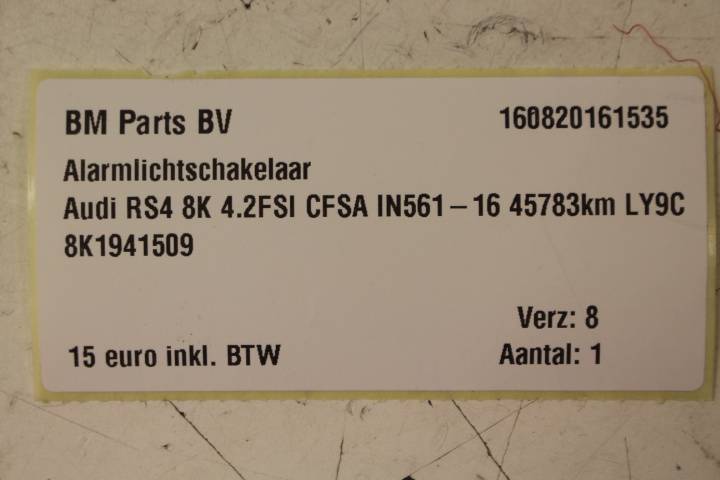 BM Parts BV 160820161535
Alarmlichtschakelaar
Audi RS4 8K 4.2FSI CFSA IN561-16 45783km LY9C
8K1941509
Verz: 8
15 euro inkl. BTW Aantal: 1